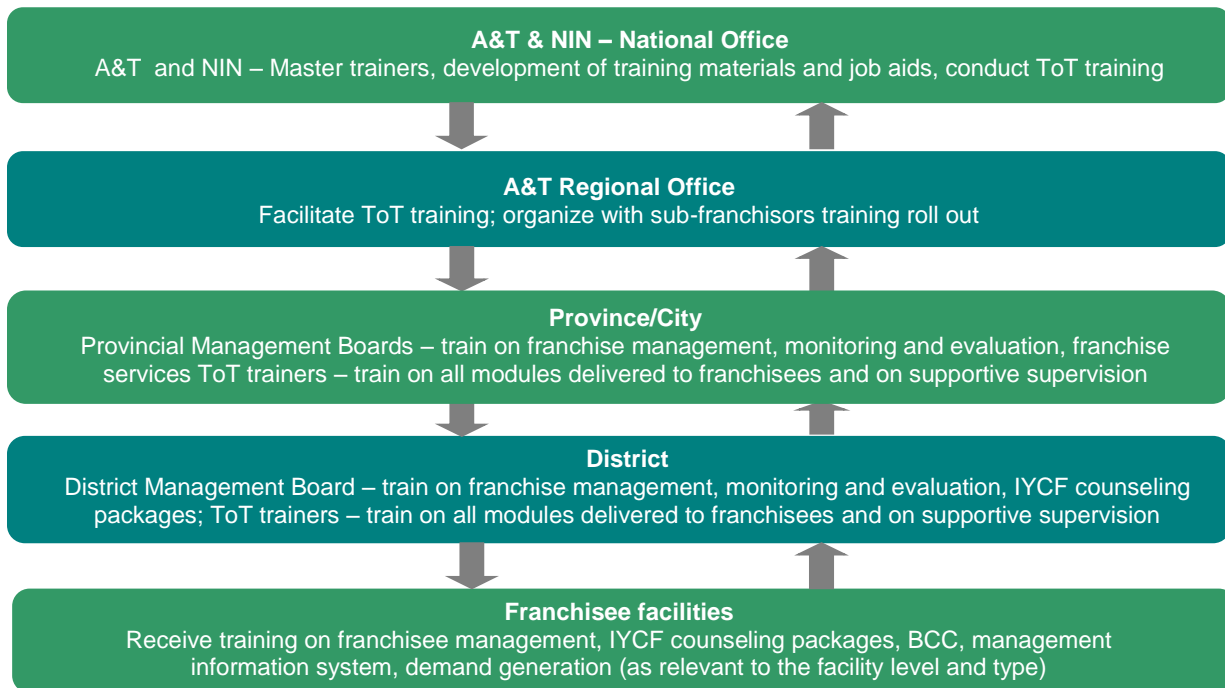 A&T & NIN – National Office
A&T and NIN – Master trainers, development of training materials and job aids, conduct ToT training
A&T Regional Office
Facilitate ToT training; organize with sub-franchisors training roll out
Province/City
Provincial Management Boards – train on franchise management, monitoring and evaluation, franchise
services ToT trainers – train on all modules delivered to franchisees and on supportive supervision
District
District Management Board – train on franchise management, monitoring and evaluation, IYCF counseling
packages; ToT trainers – train on all modules delivered to franchisees and on supportive supervision
Franchisee facilities
Receive training on franchisee management, IYCF counseling packages, BCC, management
information system, demand generation (as relevant to the facility level and type)